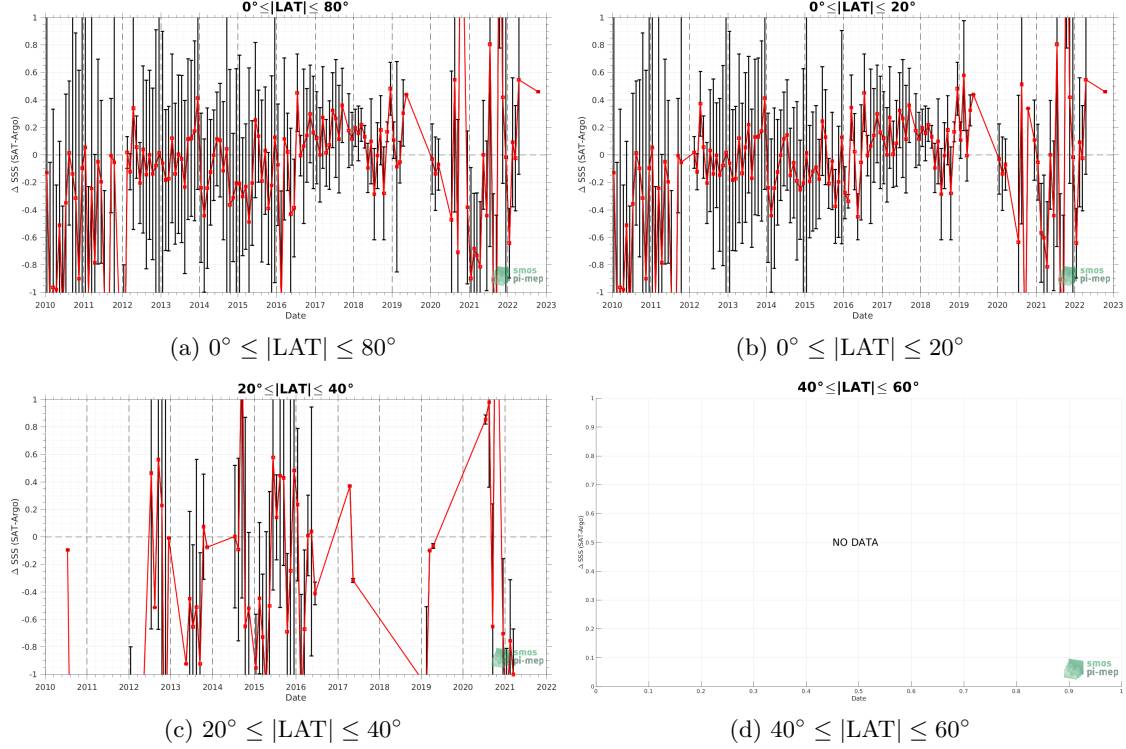 0°≤|LAT|≤ 80°
Δ SSS (SAT-Argo)
1
0.8
0.6
0.4
0.2
0
-0.2
-0.4
-0.6
-0.8
-1
2010 2011 2012 2013 2014 2015 2016 2017 2018 2019 2020 2021 2022 2023
Date
smos
pi-mep
(a) 0° ≤ |LAT| ≤ 80°
0°≤|LAT|≤ 20°
Δ SSS (SAT-Argo)
1
0.8
0.6
0.4
0.2
0
-0.2
-0.4
-0.6
-0.8
-1
2010 2011 2012 2013 2014 2015 2016 2017 2018 2019 2020 2021 2022 2023
Date
smos
pi-mep
(b) 0° ≤ |LAT| ≤ 20°
20°≤|LAT|≤ 40°
Δ SSS (SAT-Argo)
1
0.8
0.6
0.4
0.2
0
-0.2
-0.4
-0.6
-0.8
-1
2010 2011 2012 2013 2014 2015 2016 2017 2018 2019 2020 2021 2022
Date
smos
pi-mep
(c) 20° ≤ |LAT| ≤ 40°
40°≤|LAT|≤ 60°
Δ SSS (SAT-Argo)
1
0.9
0.8
0.7
0.6
0.5
0.4
0.3
0.2
0.1
0
NO DATA
0 0.1 0.2 0.3 0.4 0.5 0.6 0.7 0.8 0.9 1
Date
smos
pi-mep
(d) 40° ≤ |LAT| ≤ 60°